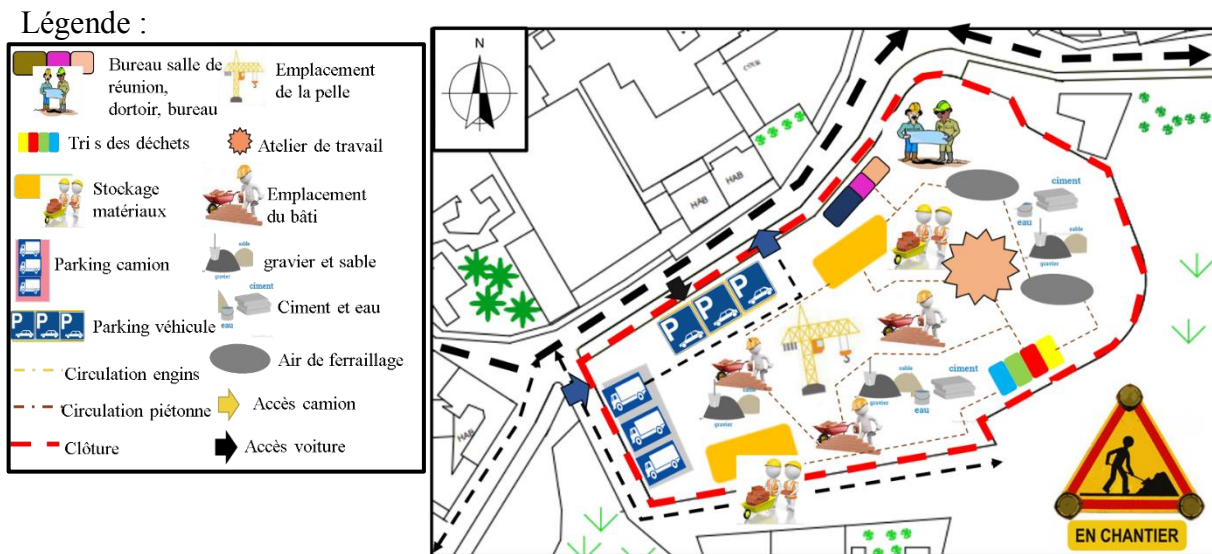 Légende :
Bureau salle de
réunion,
dortoir, bureau
Emplacement
de la pelle
Tri s des déchets
Atelier de travail
Stockage
matériaux
Emplacement
du bâti
Parking camion
sable
gravier
gravier et sable
ciment
eau
Ciment et eau
P P P
Parking véhicule
Air de ferraillage
Circulation engins
Circulation piétonne
Accès camion
Clôture
Accès voiture
N
COUR
HAB
HAB
HAB
HAB
ciment
eau
sable
gravier
P
P
P
sable
gravier
sable
ciment
gravier
eau
EN CHANTIER